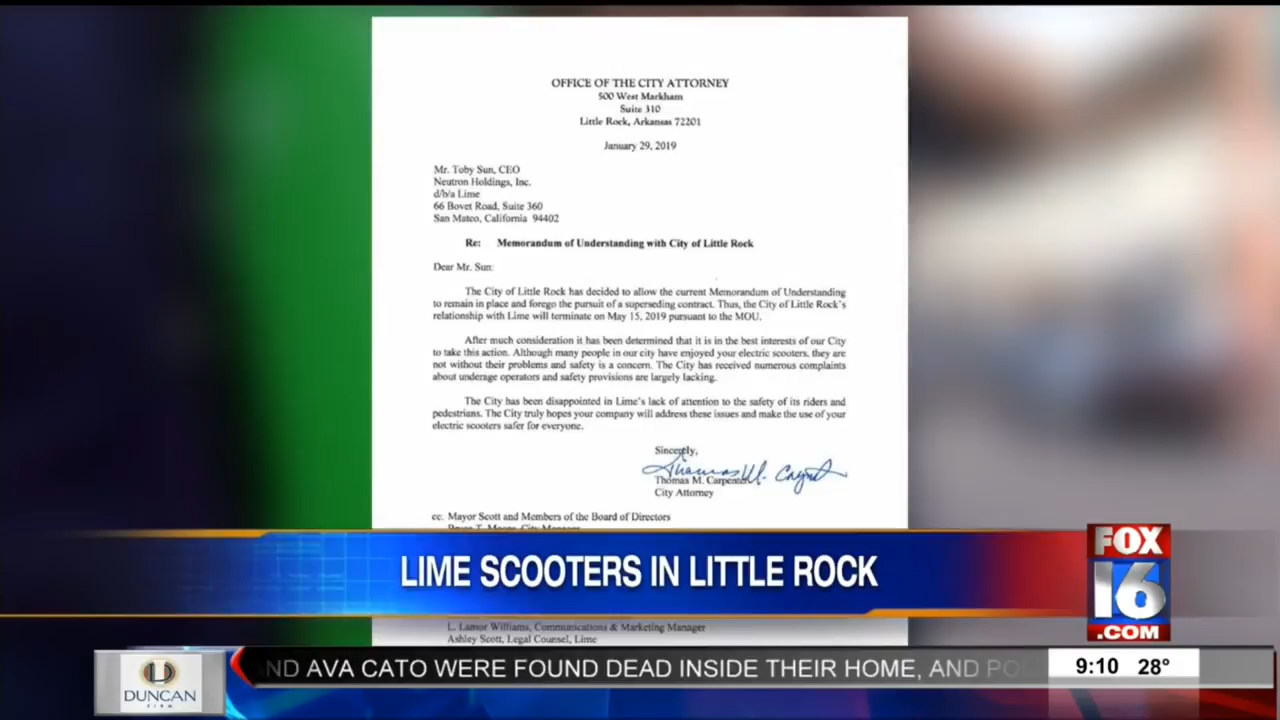 OFFICE OF THE CITY ATTORNEY
500 West Markham
Suite 310
Little Rock, Arkansas 72201
January 29, 2019
Mr. Toby Sun, CEO
Neutron Holdings, Inc.
d/b/a Lime
66 Bovet Road, Suite 360
San Mateo, California 94402
Re: Memorandum of Understanding with City of Little Rock
Dear Mr. Sun:
The City of Little Rock has decided to allow the current Memorandum of Understanding
to remain in place and forego the pursuit of a superseding contract. Thus, the City of Little Rock's
relationship with Lime will terminate on May 15, 2019 pursuant to the MOU.
After much consideration it has been determined that it is in the best interests of our City
to take this action. Although many people in our city have enjoyed your electric scooters, they are
not without their problems and safety is a concern. The City has received numerous complaints
about underage operators and safety provisions are largely lacking.
The City has been disappointed in Lime's lack of attention to the safety of its riders and
pedestrians. The City truly hopes your company will address these issues and make the use of your
electric scooters safer for everyone.
Sincerely,
Thomas M. Carpenter
City Attorney
cc. Mayor Scott and Members of the Board of Directors
LIME SCOOTERS IN LITTLE ROCK
FOX
16
.COM
L. Lamor Williams, Communications & Marketing Manager
Ashley Scott, Legal Counsel, Lime
DUNCAN
FIRM
ND AVA CATO WERE FOUND DEAD INSIDE THEIR HOME, AND PO
9:10 28°